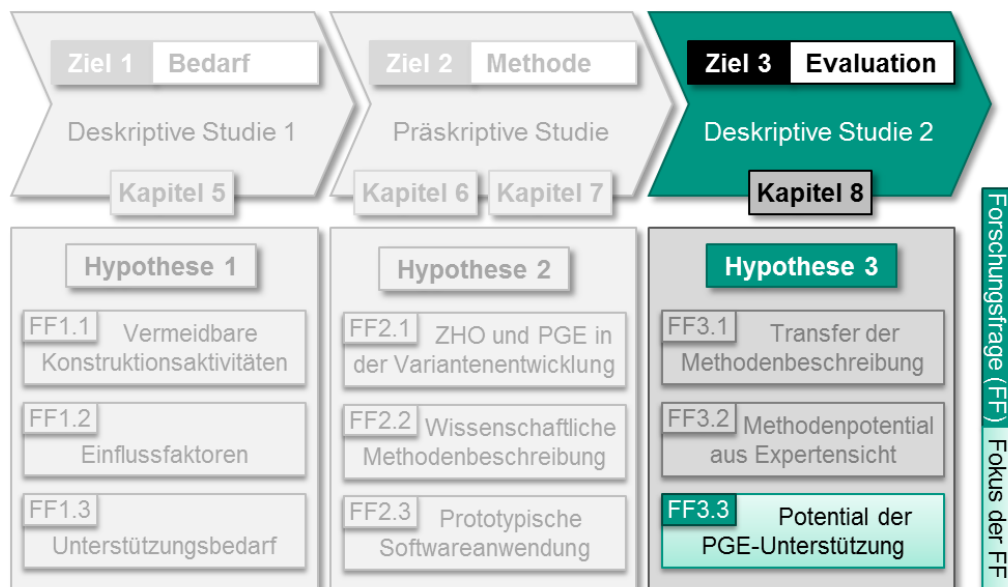 Ziel 1 Bedarf
Deskriptive Studie 1
Kapitel 5
Ziel 2 Methode
Präskriptive Studie
Kapitel 6 Kapitel 7
Ziel 3 Evaluation
Deskriptive Studie 2
Kapitel 8
Hypothese 1
FF1.1 Vermeidbare
Konstruktionsaktivitäten
FF1.2
Einflussfaktoren
FF1.3
Unterstützungsbedarf
Hypothese 2
FF2.1 ZHO und PGE in
der Variantenentwicklung
FF2.2 Wissenschaftliche
Methodenbeschreibung
FF2.3 Prototypische
Softwareanwendung
Hypothese 3
FF3.1 Transfer der
Methodenbeschreibung
FF3.2 Methodenpotential
aus Expertensicht
FF3.3 Potential der
PGE-Unterstützung
Forschungsfrage (FF) Fokus der FF